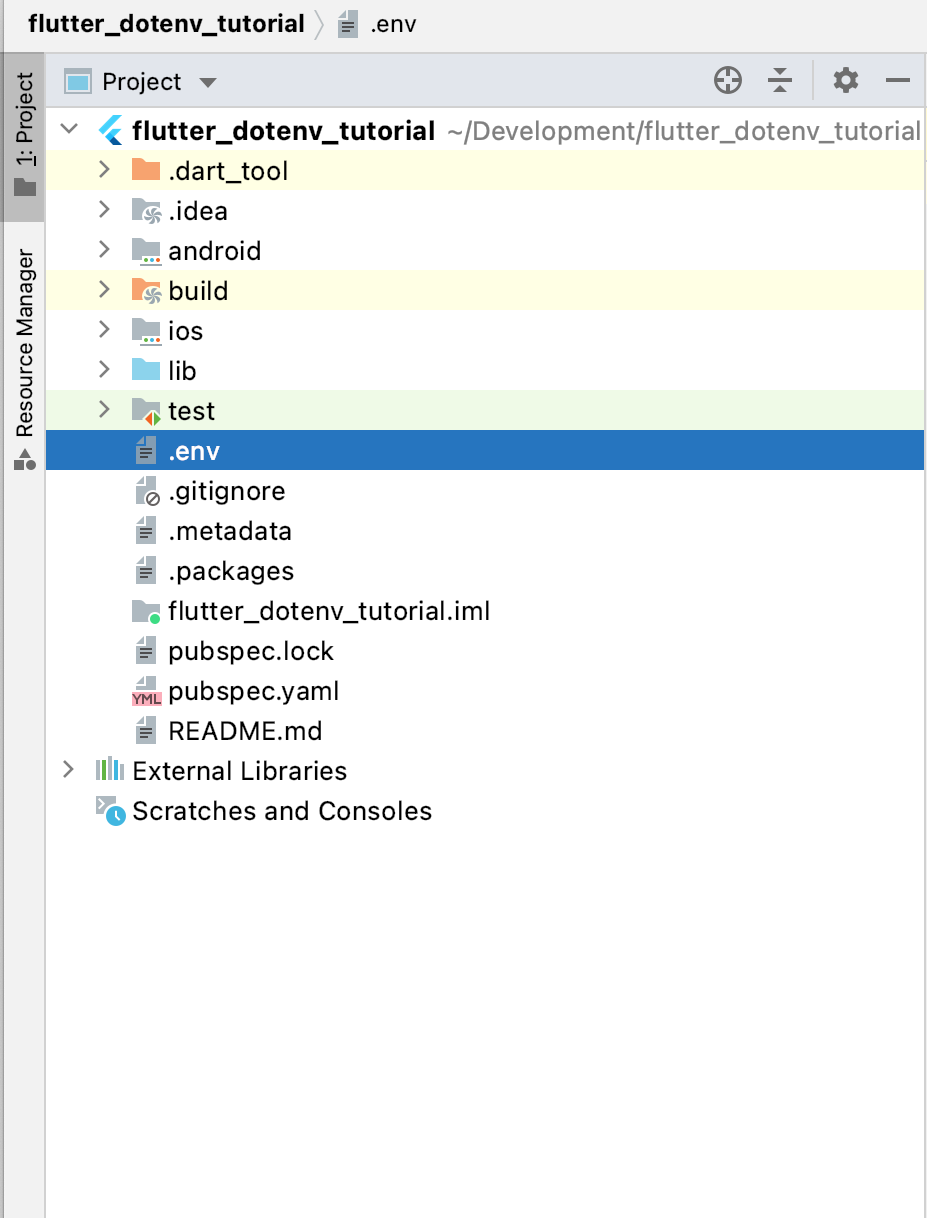 flutter_dotenv_tutorial .env
1: Project
Resource Manager
Project
flutter_dotenv_tutorial ~/Development/flutter_dotenv_tutorial
.dart_tool
.idea
android
build
ios
lib
test
.env
.gitignore
.metadata
.packages
flutter_dotenv_tutorial.iml
pubspec.lock
YML pubspec.yaml
README.md
External Libraries
Scratches and Consoles